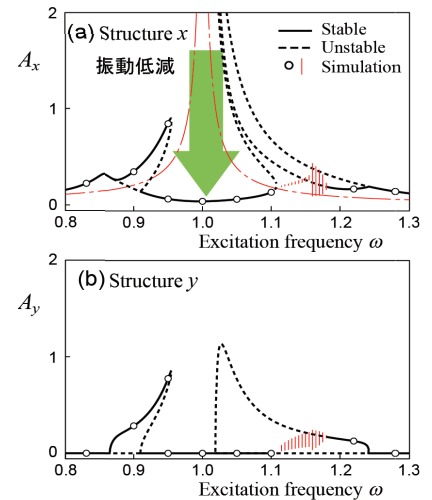 (a) Structure x
振動低減
Stable
Unstable
Simulation
Ax
2
1
0
0.8 0.9 1.0 1.1 1.2 1.3
Excitation frequency ω
(b) Structure y
Ay
2
1
0
0.8 0.9 1.0 1.1 1.2 1.3
Excitation frequency ω